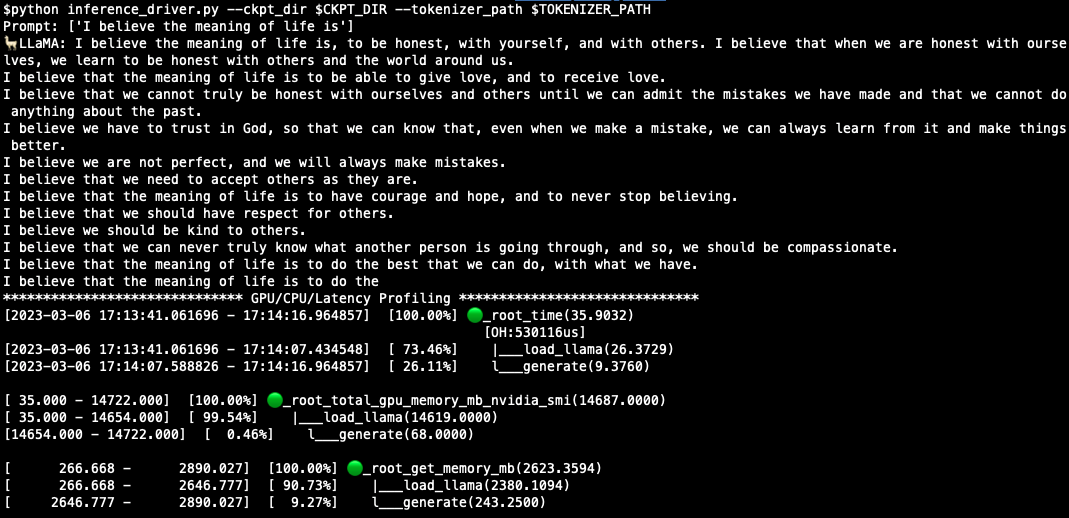 $python inference_driver.py --ckpt_dir $CKPT_DIR --tokenizer_path $TOKENIZER_PATH
Prompt: ['I believe the meaning of life is']
🦙LLaMA: I believe the meaning of life is, to be honest, with yourself, and with others. I believe that when we are honest with ourse
lves, we learn to be honest with others and the world around us.
I believe that the meaning of life is to be able to give love, and to receive love.
I believe that we cannot truly be honest with ourselves and others until we can admit the mistakes we have made and that we cannot do
 anything about the past.
I believe we have to trust in God, so that we can know that, even when we make a mistake, we can always learn from it and make things
 better.
I believe we are not perfect, and we will always make mistakes.
I believe that we need to accept others as they are.
I believe that the meaning of life is to have courage and hope, and to never stop believing.
I believe that we should have respect for others.
I believe we should be kind to others.
I believe that we can never truly know what another person is going through, and so, we should be compassionate.
I believe that the meaning of life is to do the best that we can do, with what we have.
I believe that the meaning of life is to do the
****************************** GPU/CPU/Latency Profiling ******************************
[2023-03-06 17:13:41.061696 - 17:14:16.964857]  [100.00%] 🟢_root_time(35.9032)
[OH:530116us]
[2023-03-06 17:13:41.061696 - 17:14:07.434548]  [ 73.46%]    |___load_llama(26.3729)
[2023-03-06 17:14:07.588826 - 17:14:16.964857]  [ 26.11%]    l___generate(9.3760)
[ 35.000 - 14722.000]  [100.00%] 🟢_root_total_gpu_memory_mb_nvidia_smi(14687.0000)
[ 35.000 - 14654.000]  [ 99.54%]    |___load_llama(14619.0000)
[14654.000 - 14722.000]  [  0.46%]    l___generate(68.0000)
[      266.668 -      2890.027]  [100.00%] 🟢_root_get_memory_mb(2623.3594)
[      266.668 -      2646.777]  [ 90.73%]    |___load_llama(2380.1094)
[     2646.777 -      2890.027]  [  9.27%]    l___generate(243.2500)